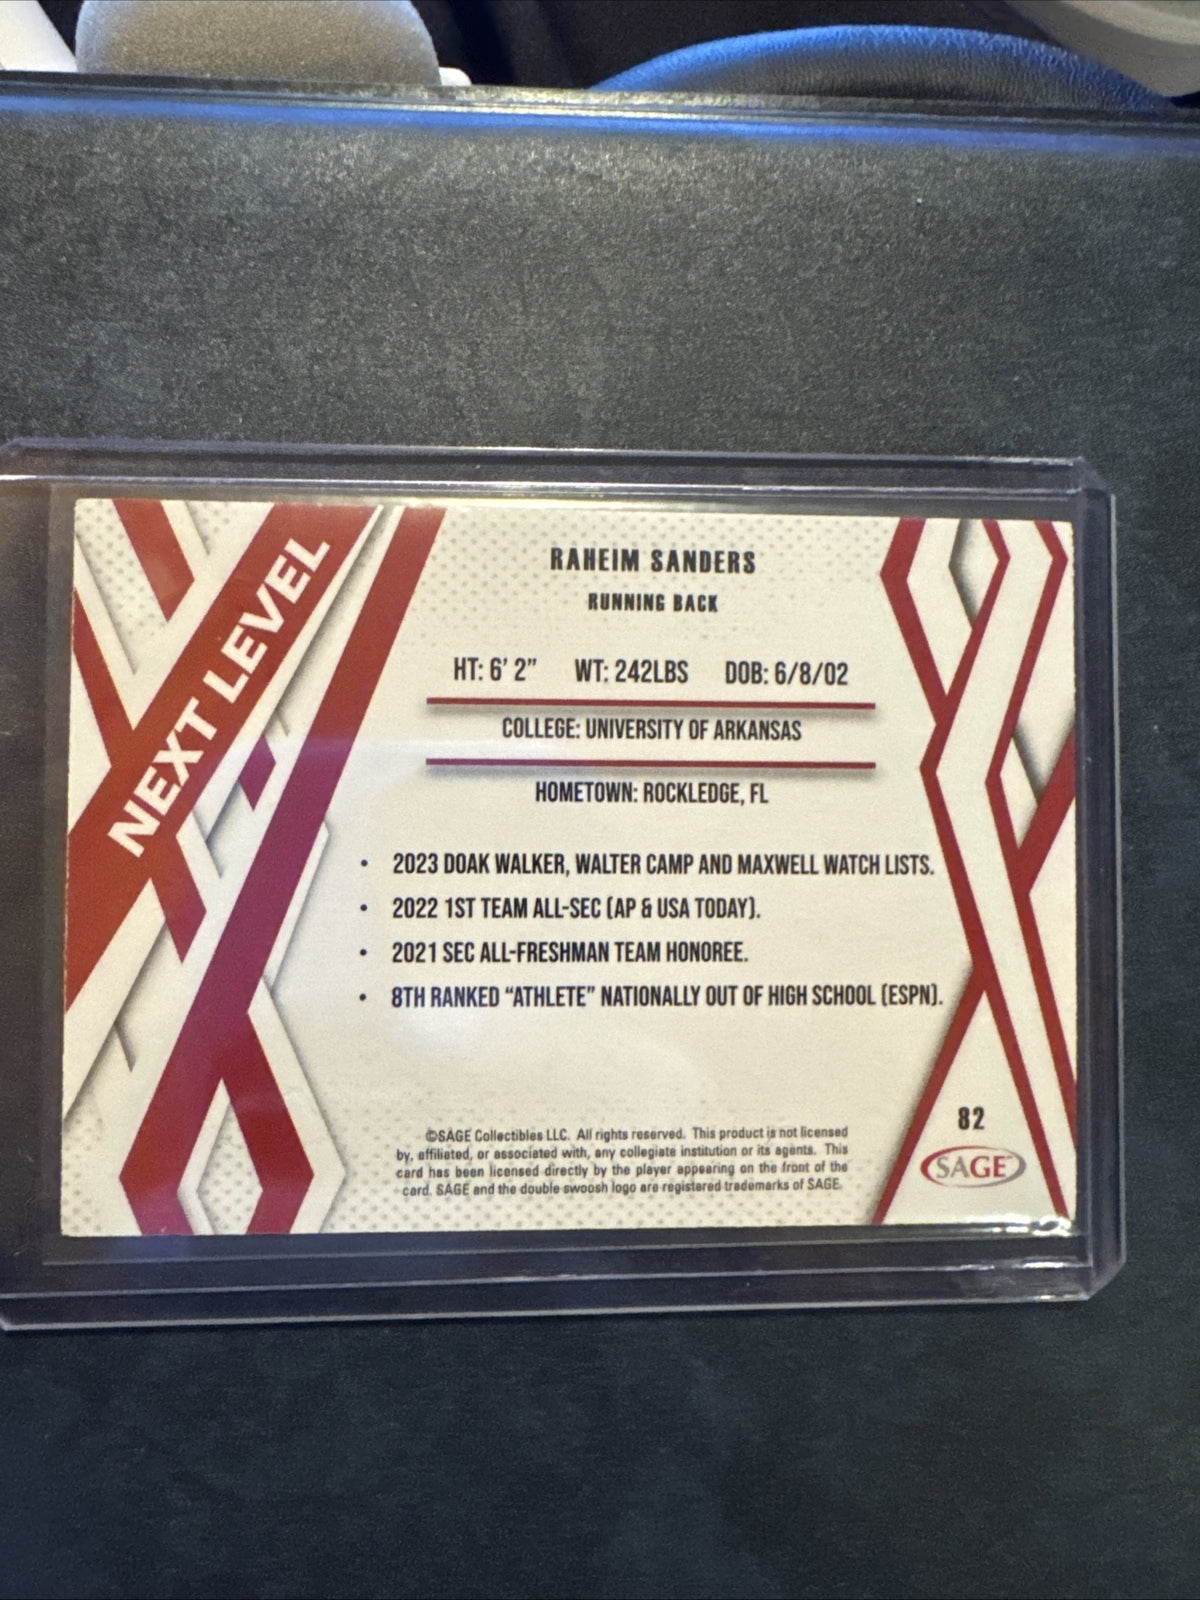 NEXT LEVEL
RAHEIM SANDERS
RUNNING BACK
HT: 6' 2" WT: 242LBS DOB: 6/8/02
COLLEGE: UNIVERSITY OF ARKANSAS
HOMETOWN: ROCKLEDGE, FL
• 2023 DOAK WALKER, WALTER CAMP AND MAXWELL WATCH LISTS.
• 2022 1ST TEAM ALL-SEC (AP & USA TODAY).
• 2021 SEC ALL-FRESHMAN TEAM HONOREE.
• 8TH RANKED “ATHLETE” NATIONALLY OUT OF HIGH SCHOOL (ESPN).
©SAGE Collectibles LLC. All rights reserved. This product is not licensed
by, affiliated, or associated with, any collegiate institution or its agents. This
card has been licensed directly by the player appearing on the front of the
card. SAGE and the double swoosh logo are registered trademarks of SAGE.
82
SAGE